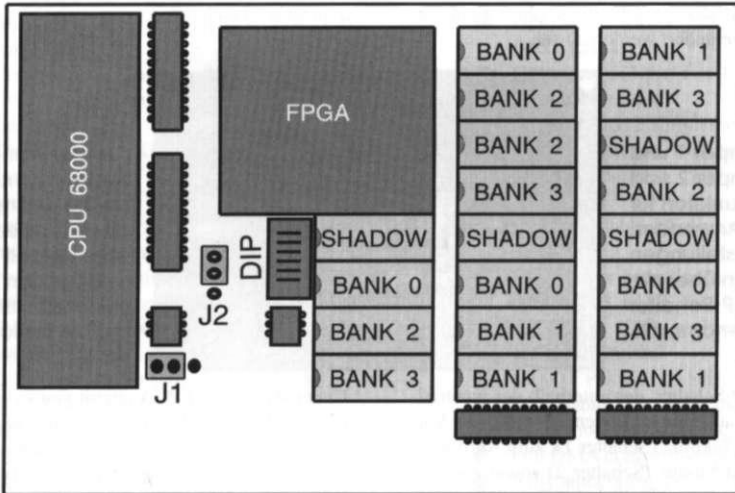 CPU 68000
FPGA
DIP
J2
J1
SHADOW
BANK 0
BANK 2
BANK 3
BANK 0
BANK 2
BANK 2
BANK 3
SHADOW
BANK 0
BANK 1
BANK 1
BANK 1
BANK 3
SHADOW
BANK 2
SHADOW
BANK 0
BANK 3
BANK 1